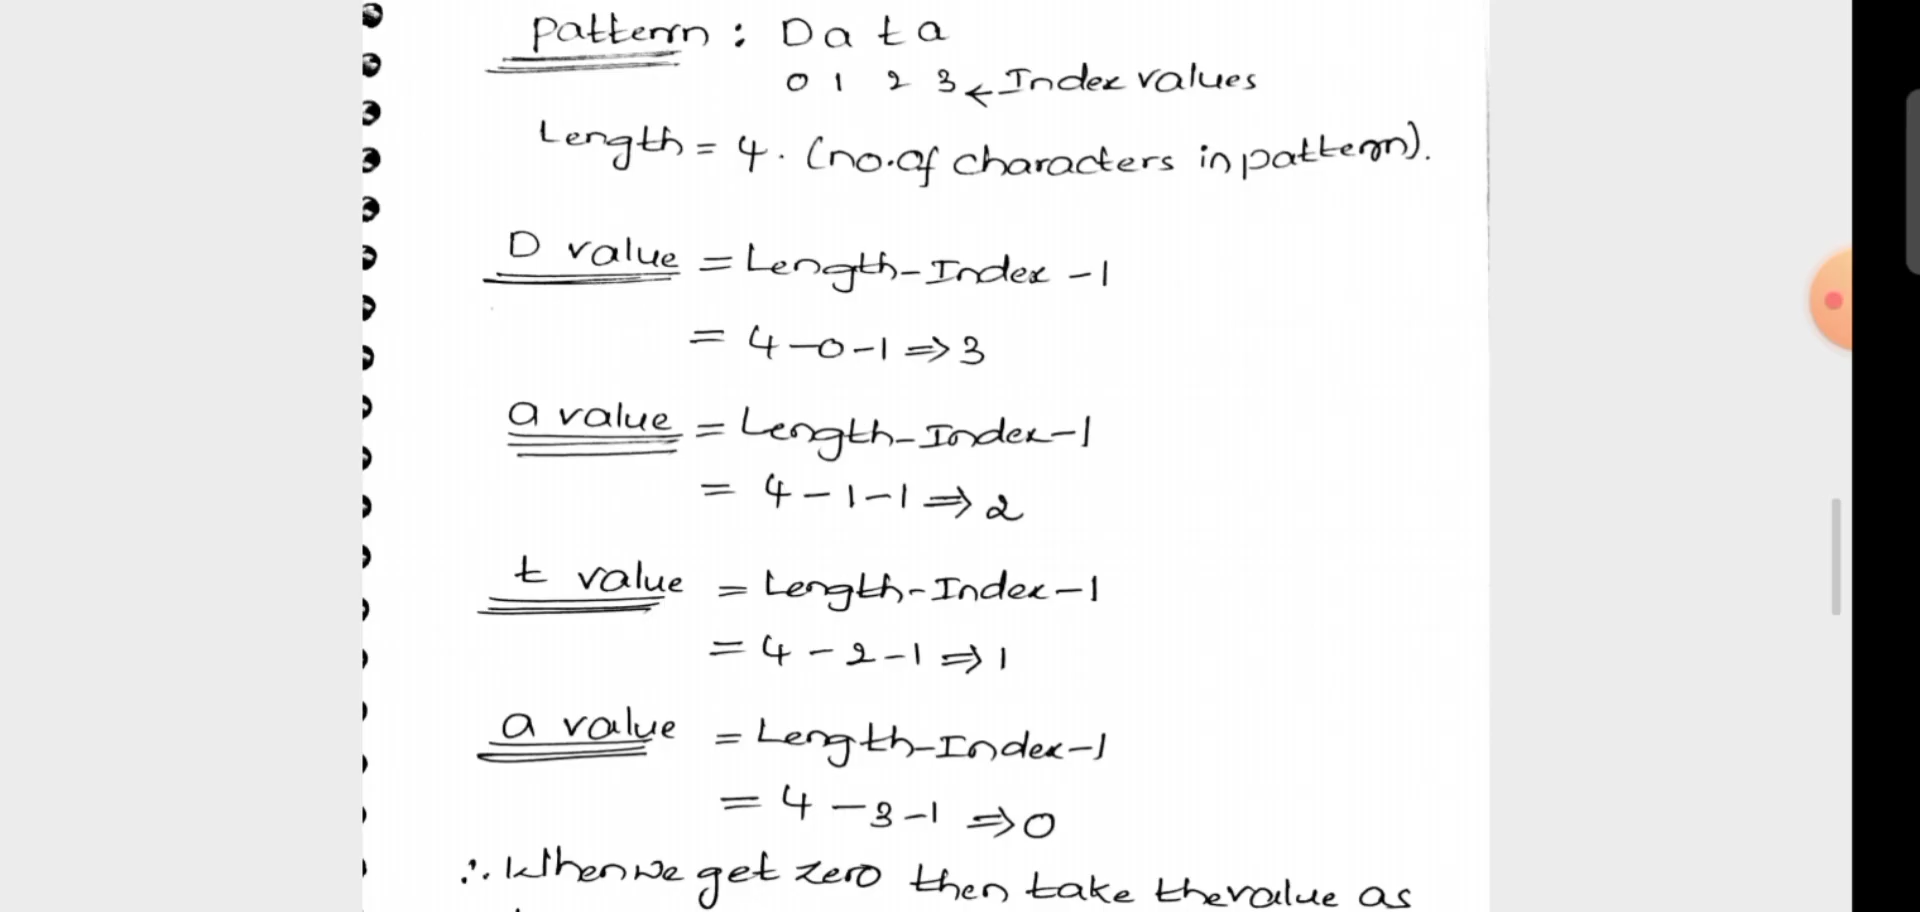 Pattern : D a t a
0 1 2 3 ← Index values
Length = 4. (no.of characters in pattern).
D value = Length-Index -1
= 4-0-1 ⇒ 3
a value = Length-Index-1
= 4-1-1 ⇒ 2
t value = Length-Index-1
= 4-2-1 ⇒ 1
a value = Length-Index-1
= 4-3-1 ⇒ 0
∴ When we get zero then take the value as